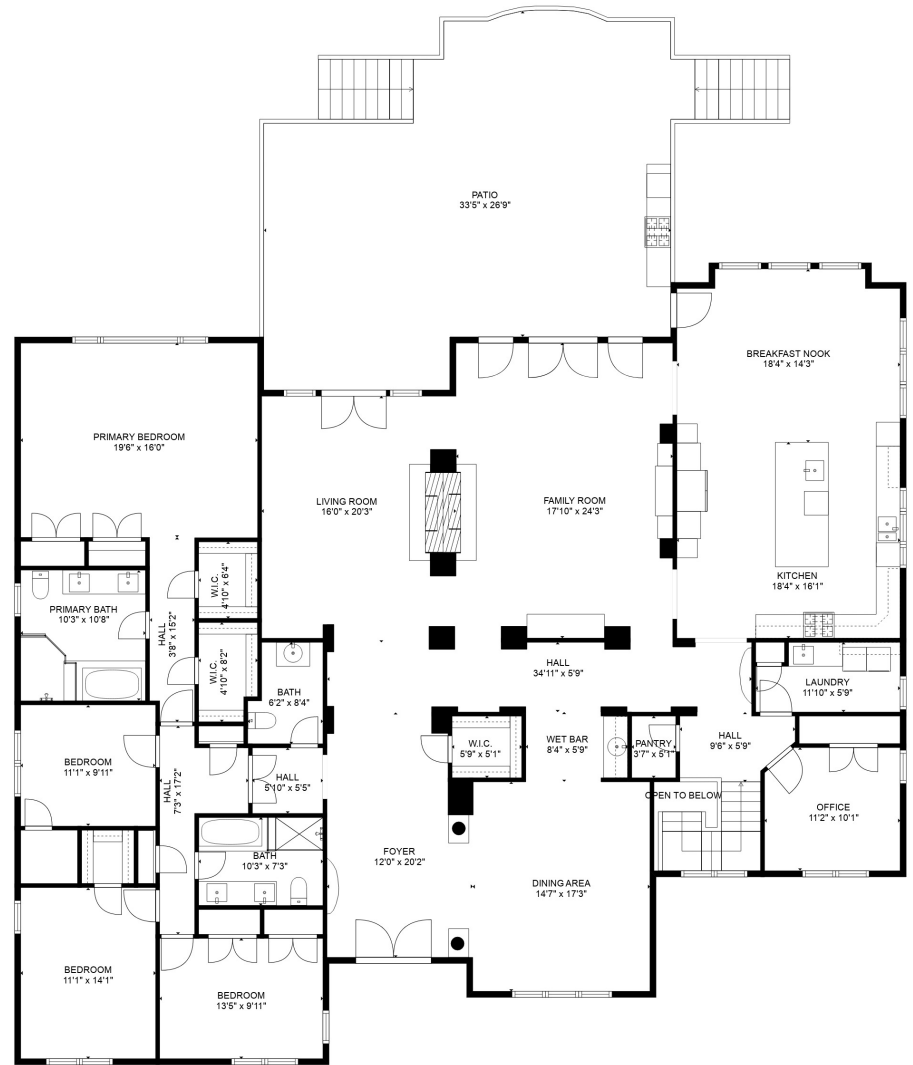 PATIO
33'5" x 26'9"
BREAKFAST NOOK
18'4" x 14'3"
PRIMARY BEDROOM
19'6" x 16'0"
LIVING ROOM
16'0" x 20'3"
FAMILY ROOM
17'10" x 24'3"
KITCHEN
18'4" x 16'1"
W.I.C.
4'10" x 6'4"
PRIMARY BATH
10'3" x 10'8"
HALL
3'8" x 15'2"
W.I.C.
4'10" x 8'2"
BATH
6'2" x 8'4"
HALL
34'11" x 5'9"
LAUNDRY
11'10" x 5'9"
BEDROOM
11'1" x 9'11"
HALL
7'3" x 17'2"
HALL
5'10" x 5'5"
W.I.C.
5'9" x 5'1"
WET BAR
8'4" x 5'9"
PANTRY
3'7" x 5'1"
HALL
9'6" x 5'9"
OPEN TO BELOW
OFFICE
11'2" x 10'1"
BATH
10'3" x 7'3"
FOYER
12'0" x 20'2"
DINING AREA
14'7" x 17'3"
BEDROOM
11'1" x 14'1"
BEDROOM
13'5" x 9'11"